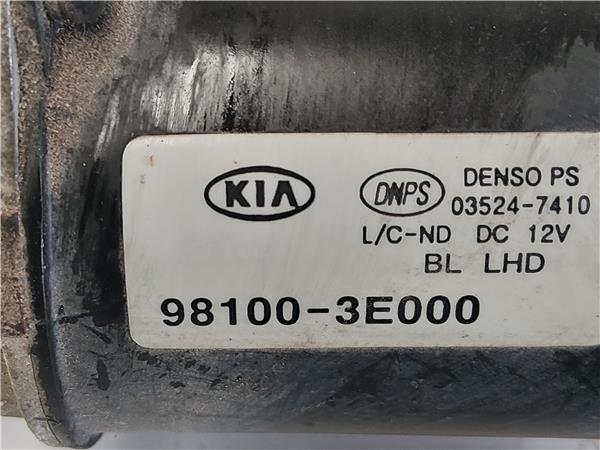 KIA DNPS DENSO PS
03524-7410
L/C-ND DC 12V
BL LHD
98100-3E000